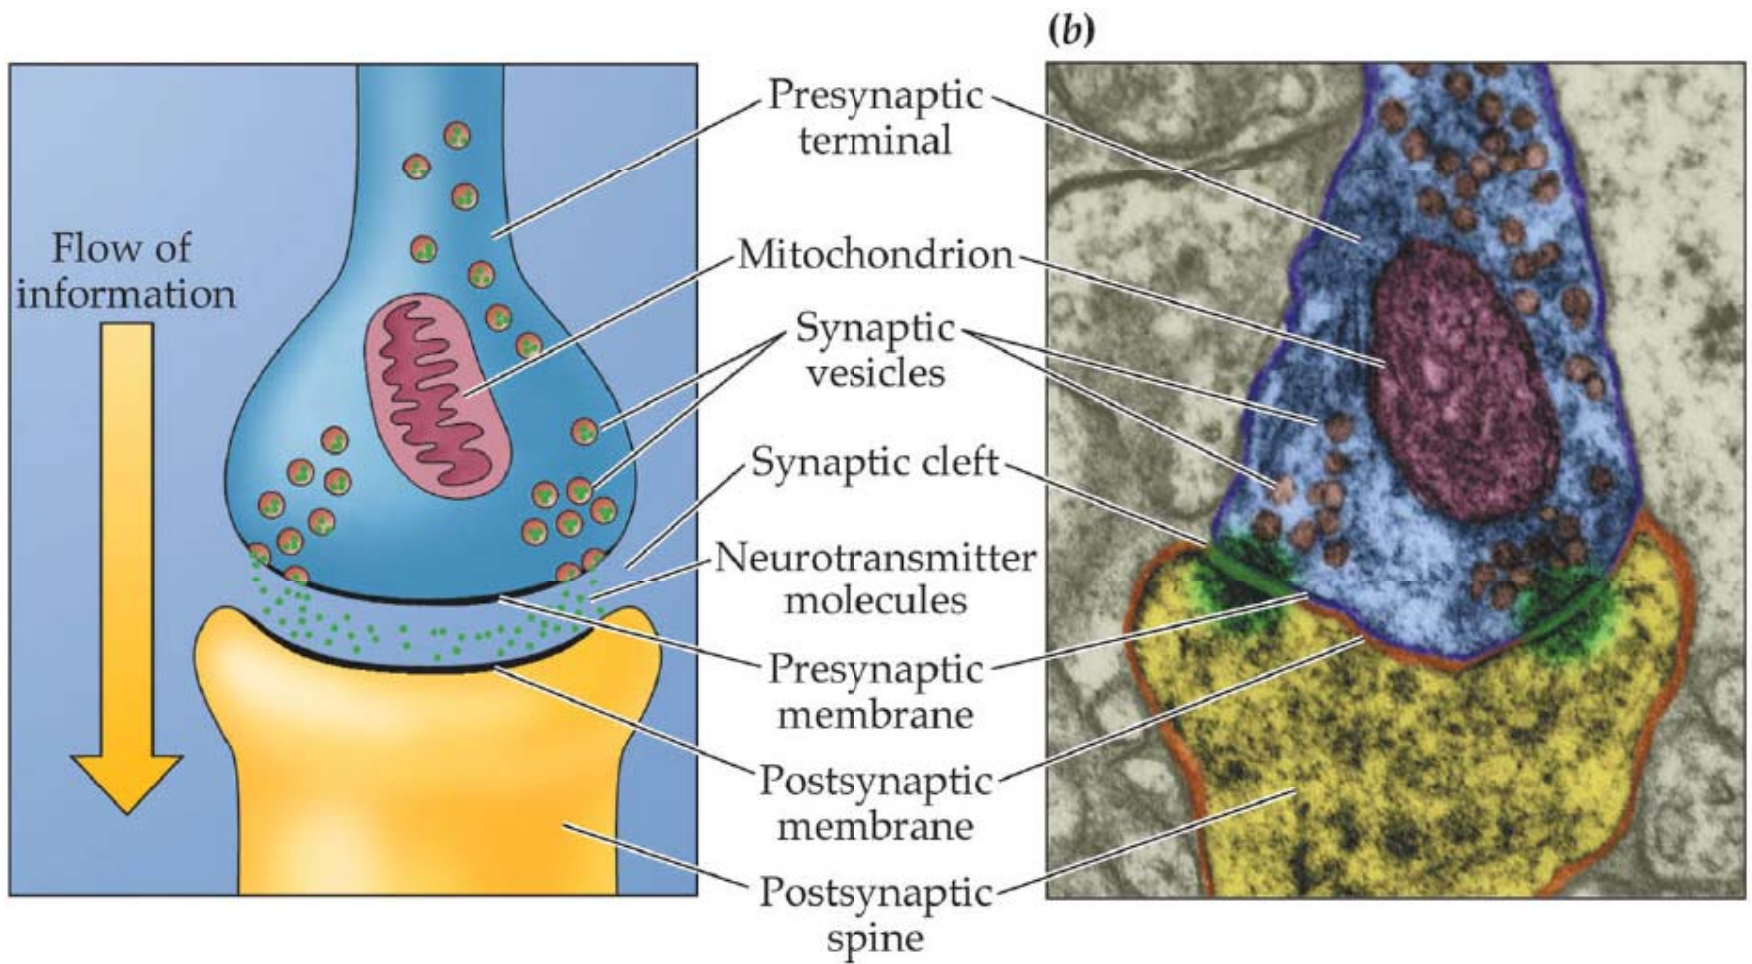 (b)
Flow of
information
Presynaptic
terminal
Mitochondrion
Synaptic
vesicles
Synaptic cleft
Neurotransmitter
molecules
Presynaptic
membrane
Postsynaptic
membrane
Postsynaptic
spine